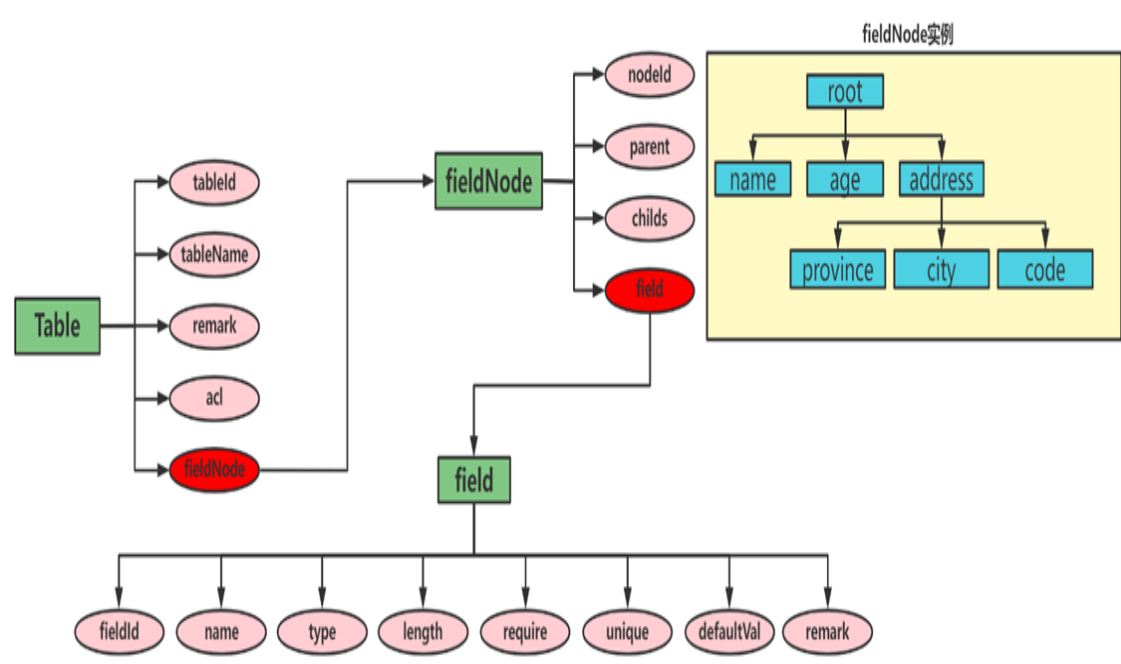 fieldNode实例
root
name
age
address
province
city
code
Table
tableId
tableName
remark
acl
fieldNode
fieldNode
nodeId
parent
childs
field
field
fieldId
name
type
length
require
unique
defaultVal
remark